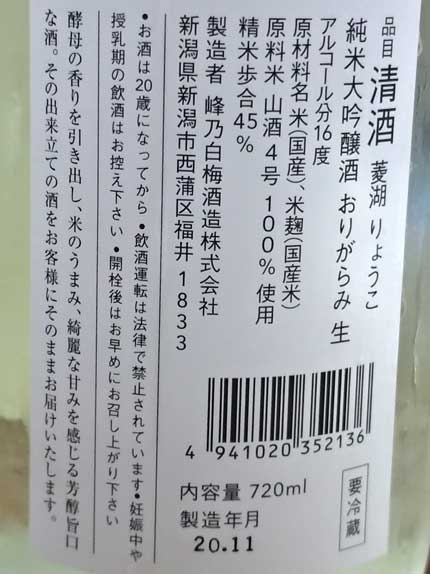 品目 清酒 菱湖 りょうこ
純米大吟醸酒 おりがらみ 生
アルコール分16度
原材料名 米(国産)、米麹(国産米)
原料米 山酒4号 100%使用
精米歩合45%
製造者 峰乃白梅酒造株式会社
新潟県新潟市西蒲区福井 1833
•お酒は20歳になってから •飲酒運転は法律で禁止されています •妊娠中や
授乳期の飲酒はお控え下さい •開栓後はお早めにお召し上がり下さい
酵母の香りを引き出し、米のうまみ、綺麗な甘みを感じる芳醇旨口
な酒。その出来立ての酒をお客様にそのままお届けいたします。
4 941020 352136
内容量 720ml
製造年月
20.11
要冷蔵